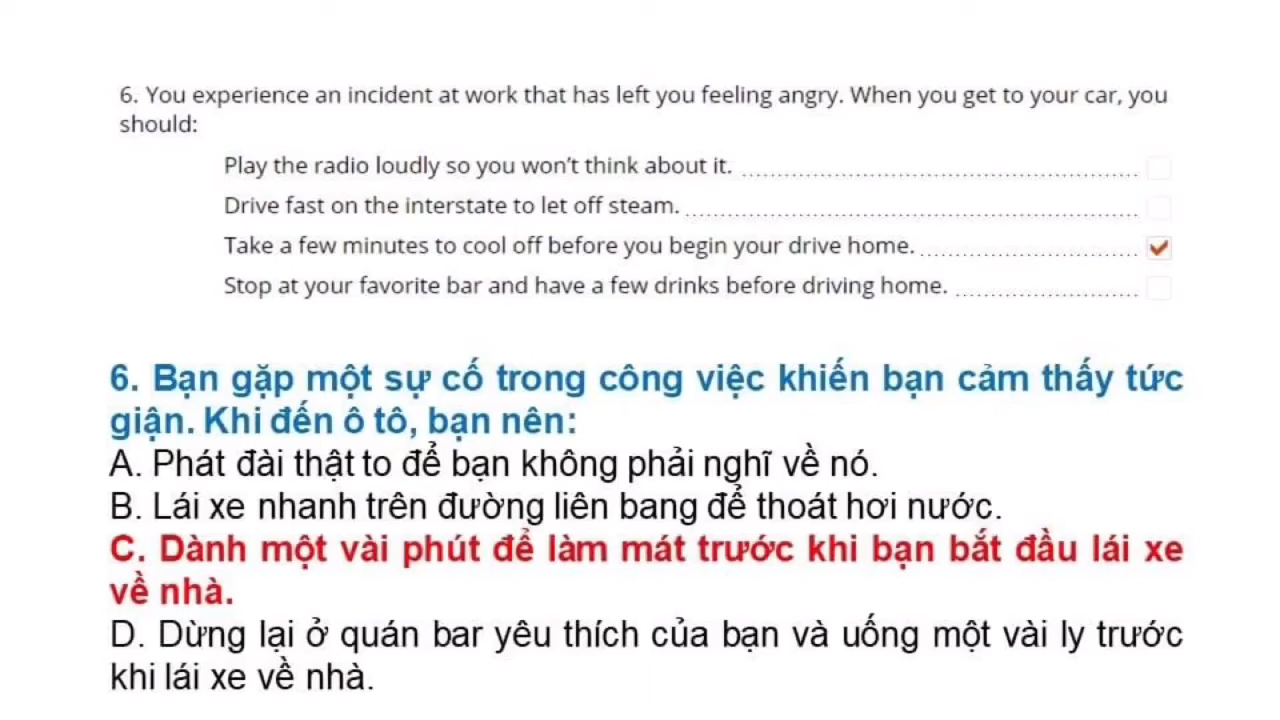 6. You experience an incident at work that has left you feeling angry. When you get to your car, you
should:
Play the radio loudly so you won't think about it.
Drive fast on the interstate to let off steam.
Take a few minutes to cool off before you begin your drive home.
Stop at your favorite bar and have a few drinks before driving home.
6. Bạn gặp một sự cố trong công việc khiến bạn cảm thấy tức
giận. Khi đến ô tô, bạn nên:
A. Phát đài thật to để bạn không phải nghĩ về nó.
B. Lái xe nhanh trên đường liên bang để thoát hơi nước.
C. Dành một vài phút để làm mát trước khi bạn bắt đầu lái xe
về nhà.
D. Dừng lại ở quán bar yêu thích của bạn và uống một vài ly trước
khi lái xe về nhà.